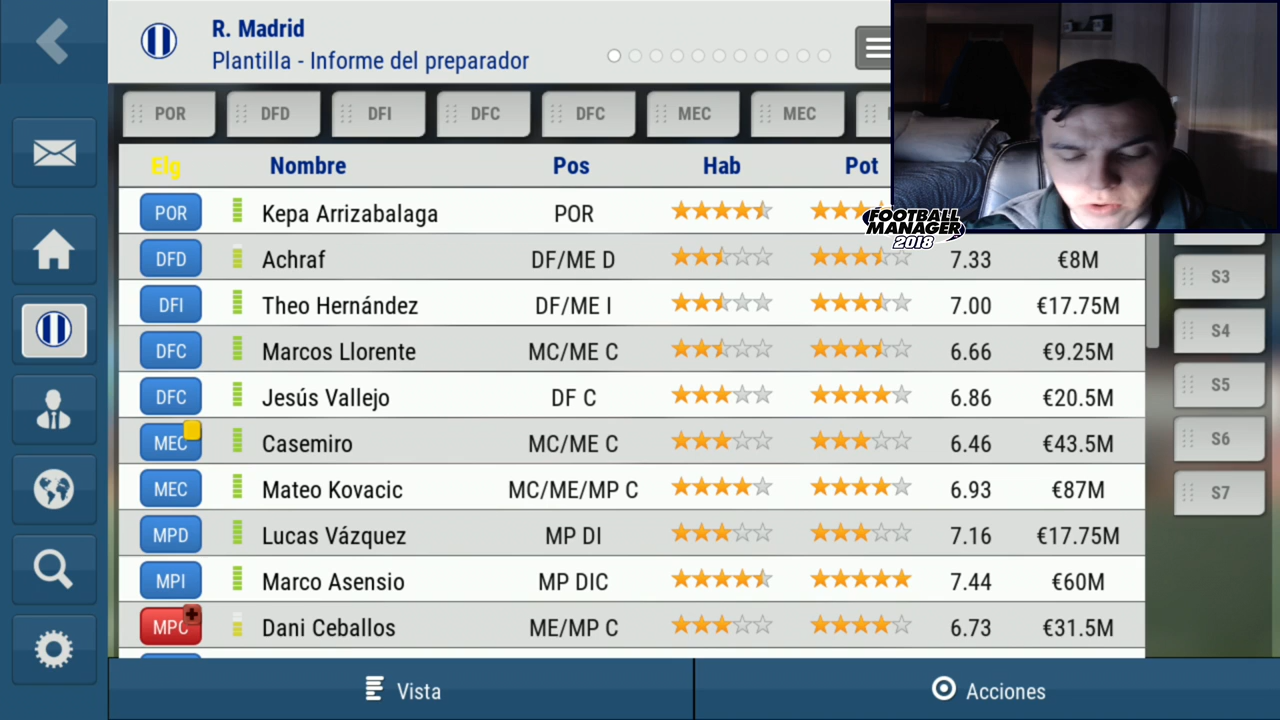 R. Madrid
Plantilla - Informe del preparador
POR DFD DFI DFC DFC MEC MEC
Elg Nombre Pos Hab Pot
POR Kepa Arrizabalaga POR
FOOTBALL
MANAGER
2018
DFD Achraf DF/ME D 7.33 €8M
S3
DFI Theo Hernández DF/ME I 7.00 €17.75M
S4
DFC Marcos Llorente MC/ME C 6.66 €9.25M
S5
DFC Jesús Vallejo DF C 6.86 €20.5M
MEC Casemiro MC/ME C 6.46 €43.5M
S6
MEC Mateo Kovacic MC/ME/MP C 6.93 €87M
S7
MPD Lucas Vázquez MP DI 7.16 €17.75M
MPI Marco Asensio MP DIC 7.44 €60M
MPC Dani Ceballos ME/MP C 6.73 €31.5M
Vista Acciones